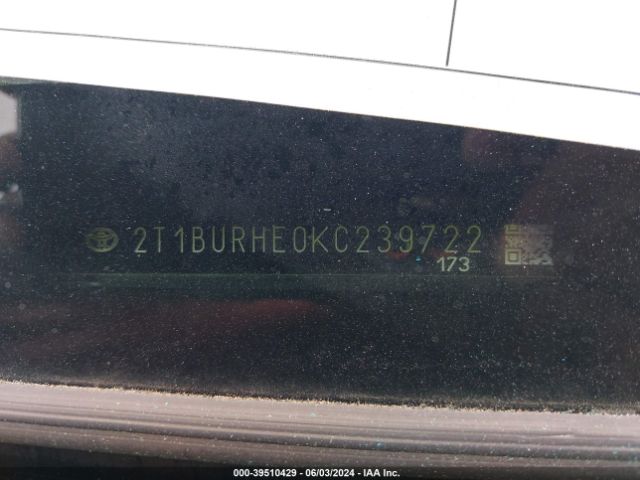 2T1BURHE0KC239722
173
000-39510429 - 06/03/2024 - IAA Inc.